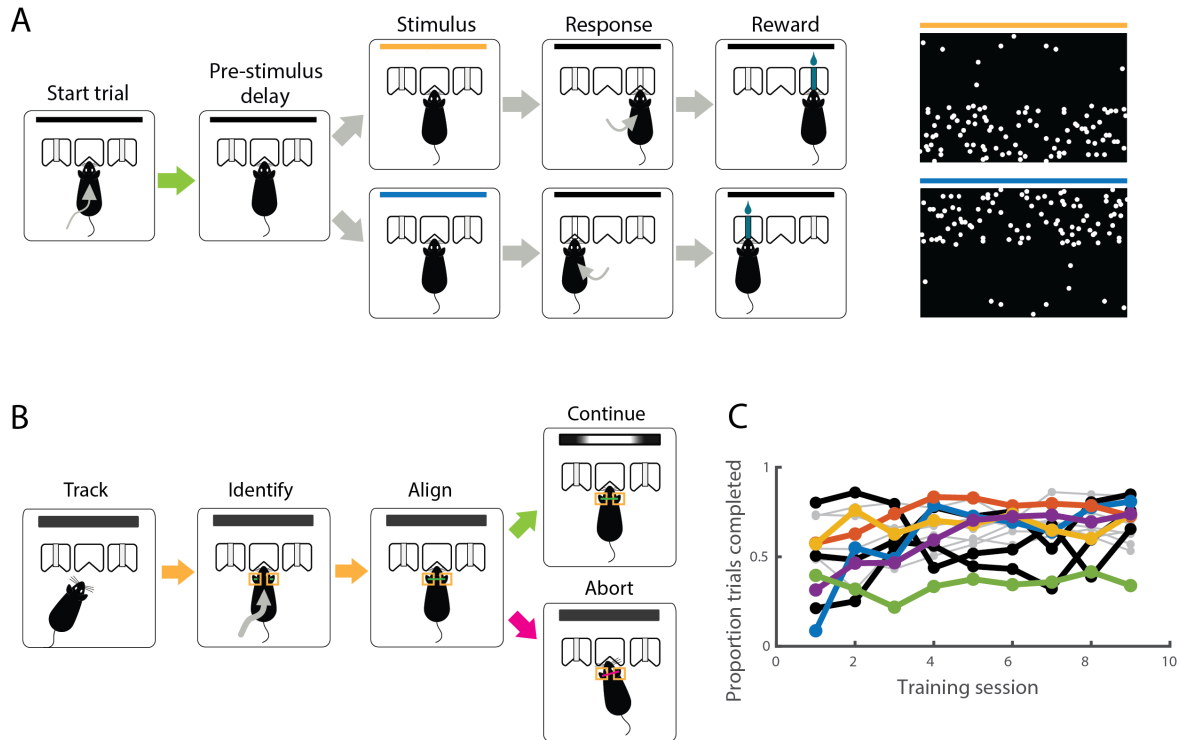 A
Stimulus
Response
Reward
Start trial
Pre-stimulus
delay
B
C
Continue
Track
Identify
Align
Abort
Proportion trials completed
1
0.5
0
0
2
4
6
8
10
Training session